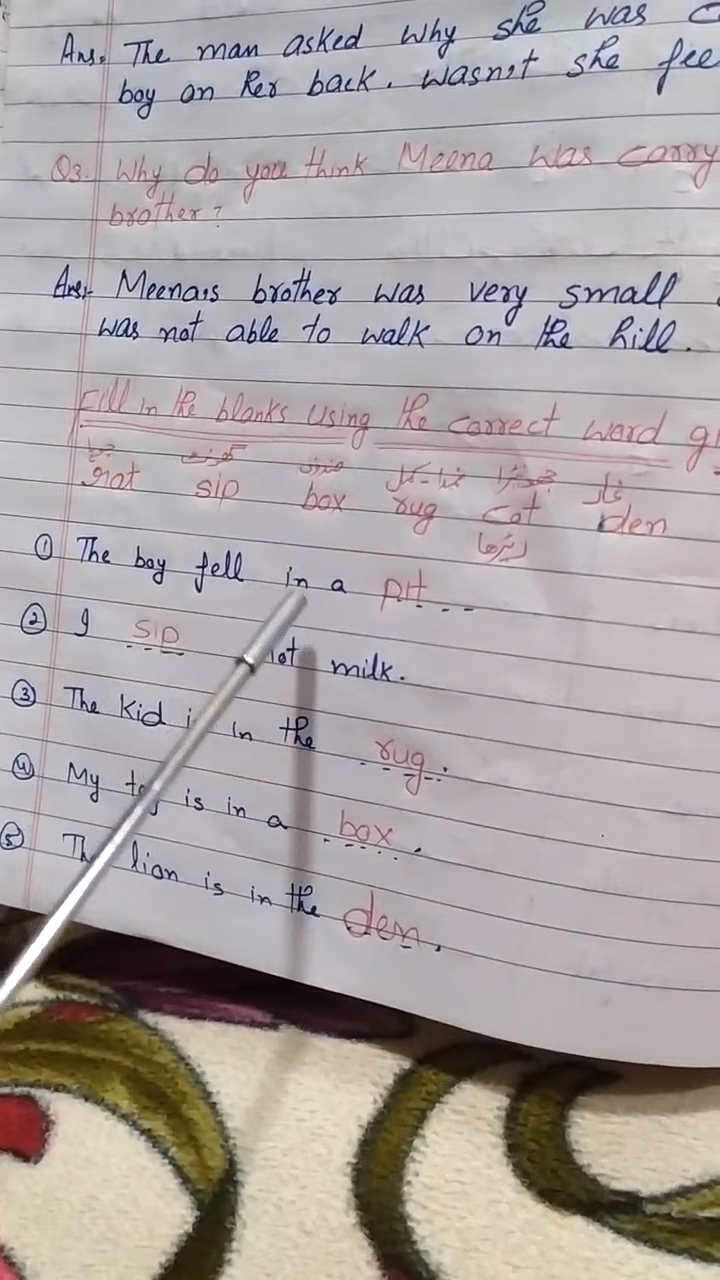 Ans. The man asked why she was c
boy on her back. wasn,t she fee
Q3. Why do you think Meena was carry
brother?
Ans:- Meena,s brother was very small
was not able to walk on the hill.
Fill in the blanks using the correct word g
sip box rug cot den
① The boy fell in a pit
② I sip hot milk.
③ The kid i in the rug.
④ My toy is in a box.
⑤ The lion is in the den.